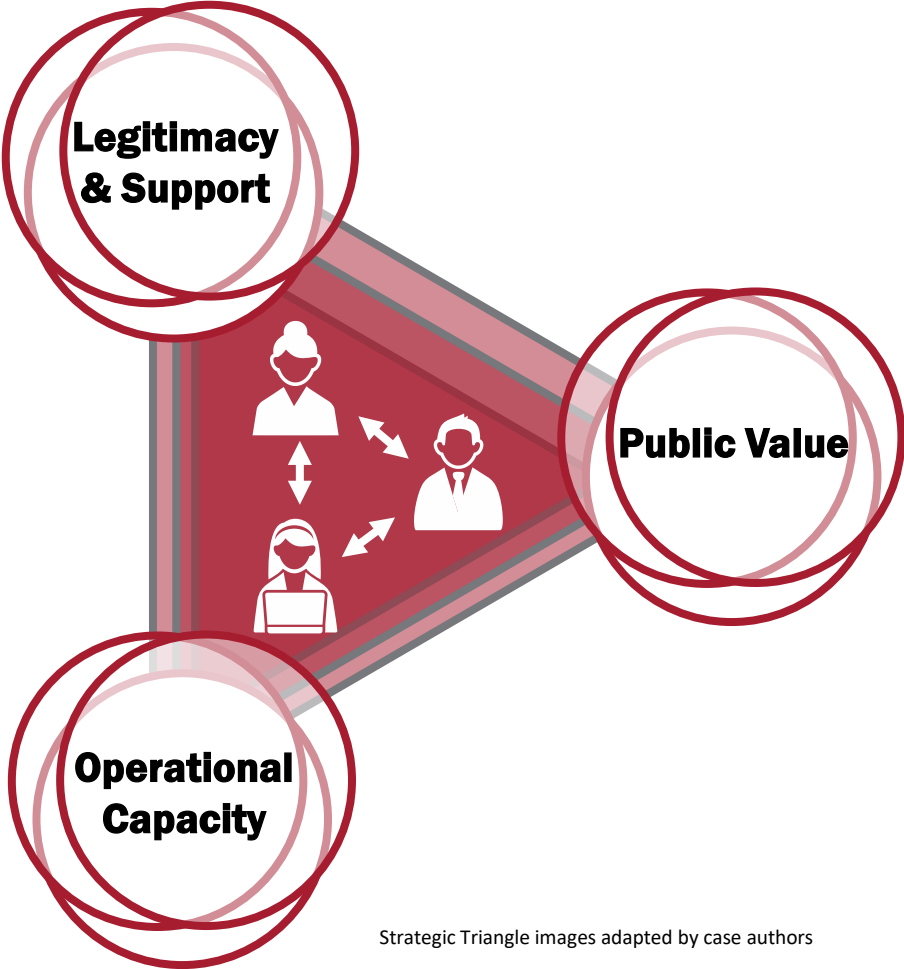 Legitimacy
& Support
Public Value
Operational
Capacity
Strategic Triangle images adapted by case authors